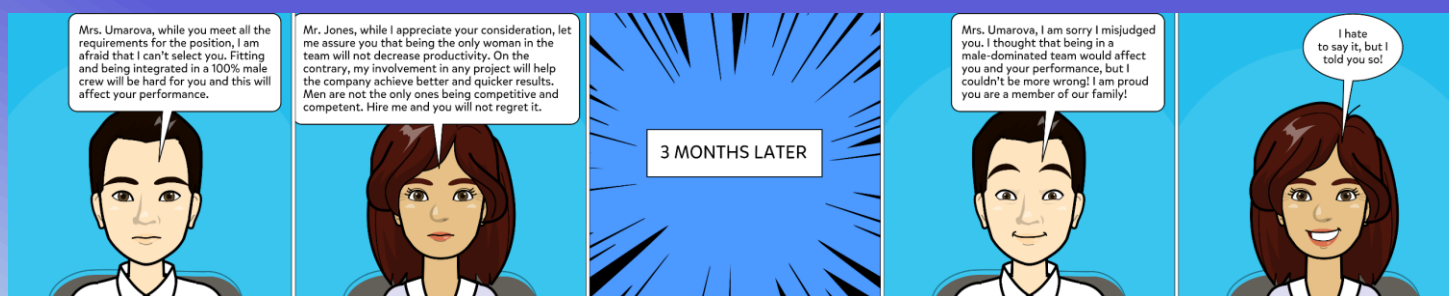 Mrs. Umarova, while you meet all the
requirements for the position, I am
afraid that I can't select you. Fitting
and being integrated in a 100% male
crew will be hard for you and this will
affect your performance.
Mr. Jones, while I appreciate your consideration, let
me assure you that being the only woman in the
team will not decrease productivity. On the
contrary, my involvement in any project will help
the company achieve better and quicker results.
Men are not the only ones being competitive and
competent. Hire me and you will not regret it.
3 MONTHS LATER
Mrs. Umarova, I am sorry I misjudged
you. I thought that being in a
male-dominated team would affect
you and your performance, but I
couldn't be more wrong! I am proud
you are a member of our family!
I hate
to say it, but I
told you so!